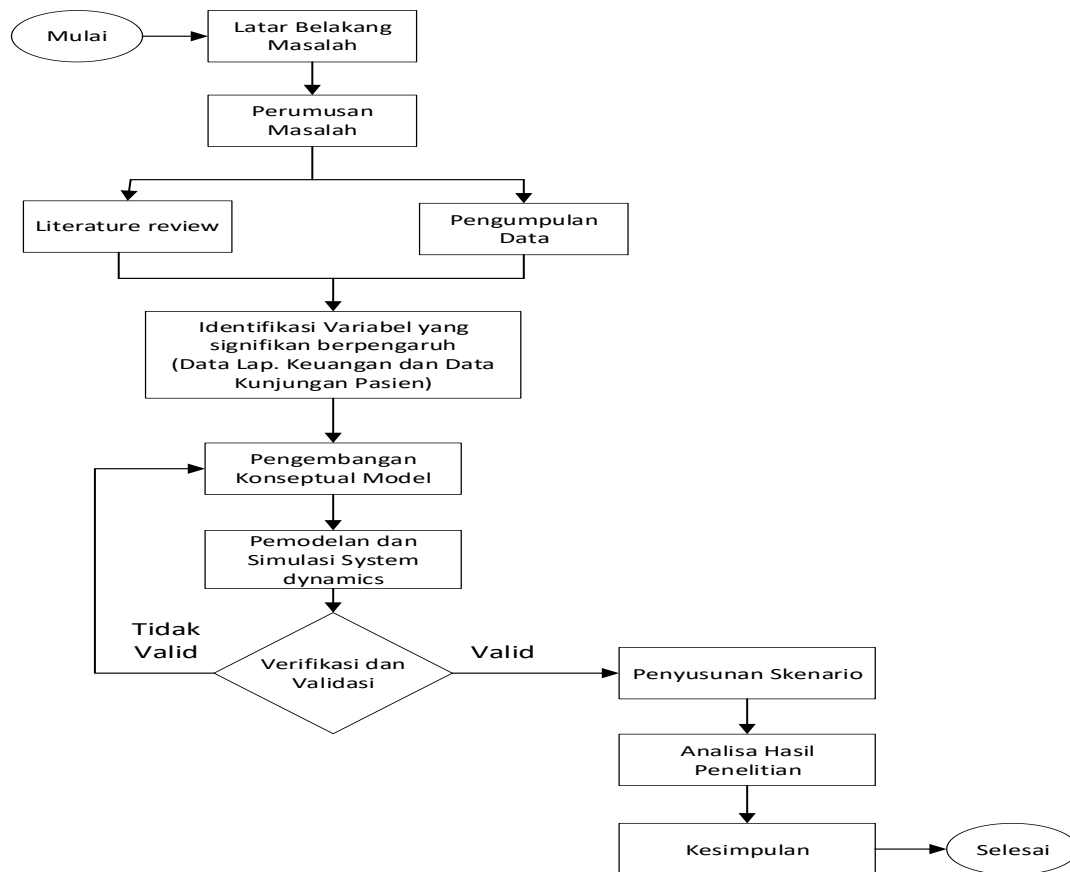 Mulai
Latar Belakang
Masalah
Perumusan
Masalah
Literature review
Pengumpulan
Data
Identifikasi Variabel yang
signifikan berpengaruh
(Data Lap. Keuangan dan Data
Kunjungan Pasien)
Pengembangan
Konseptual Model
Pemodelan dan
Simulasi System
dynamics
Tidak
Valid
Verifikasi dan
Validasi
Valid
Penyusunan Skenario
Analisa Hasil
Penelitian
Kesimpulan
Selesai